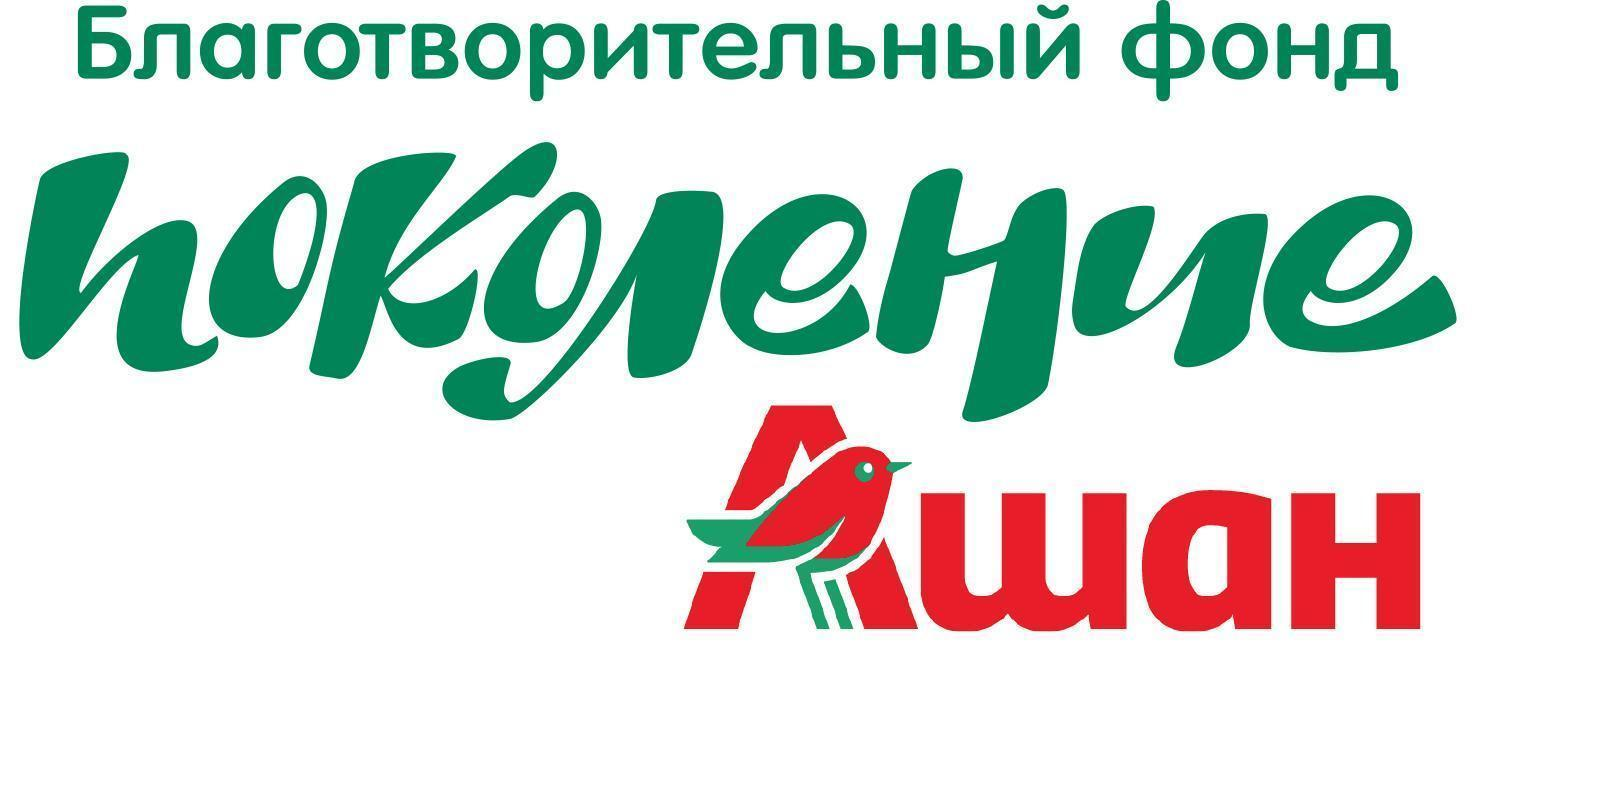 Благотворительный фонд
поколение
Ашан